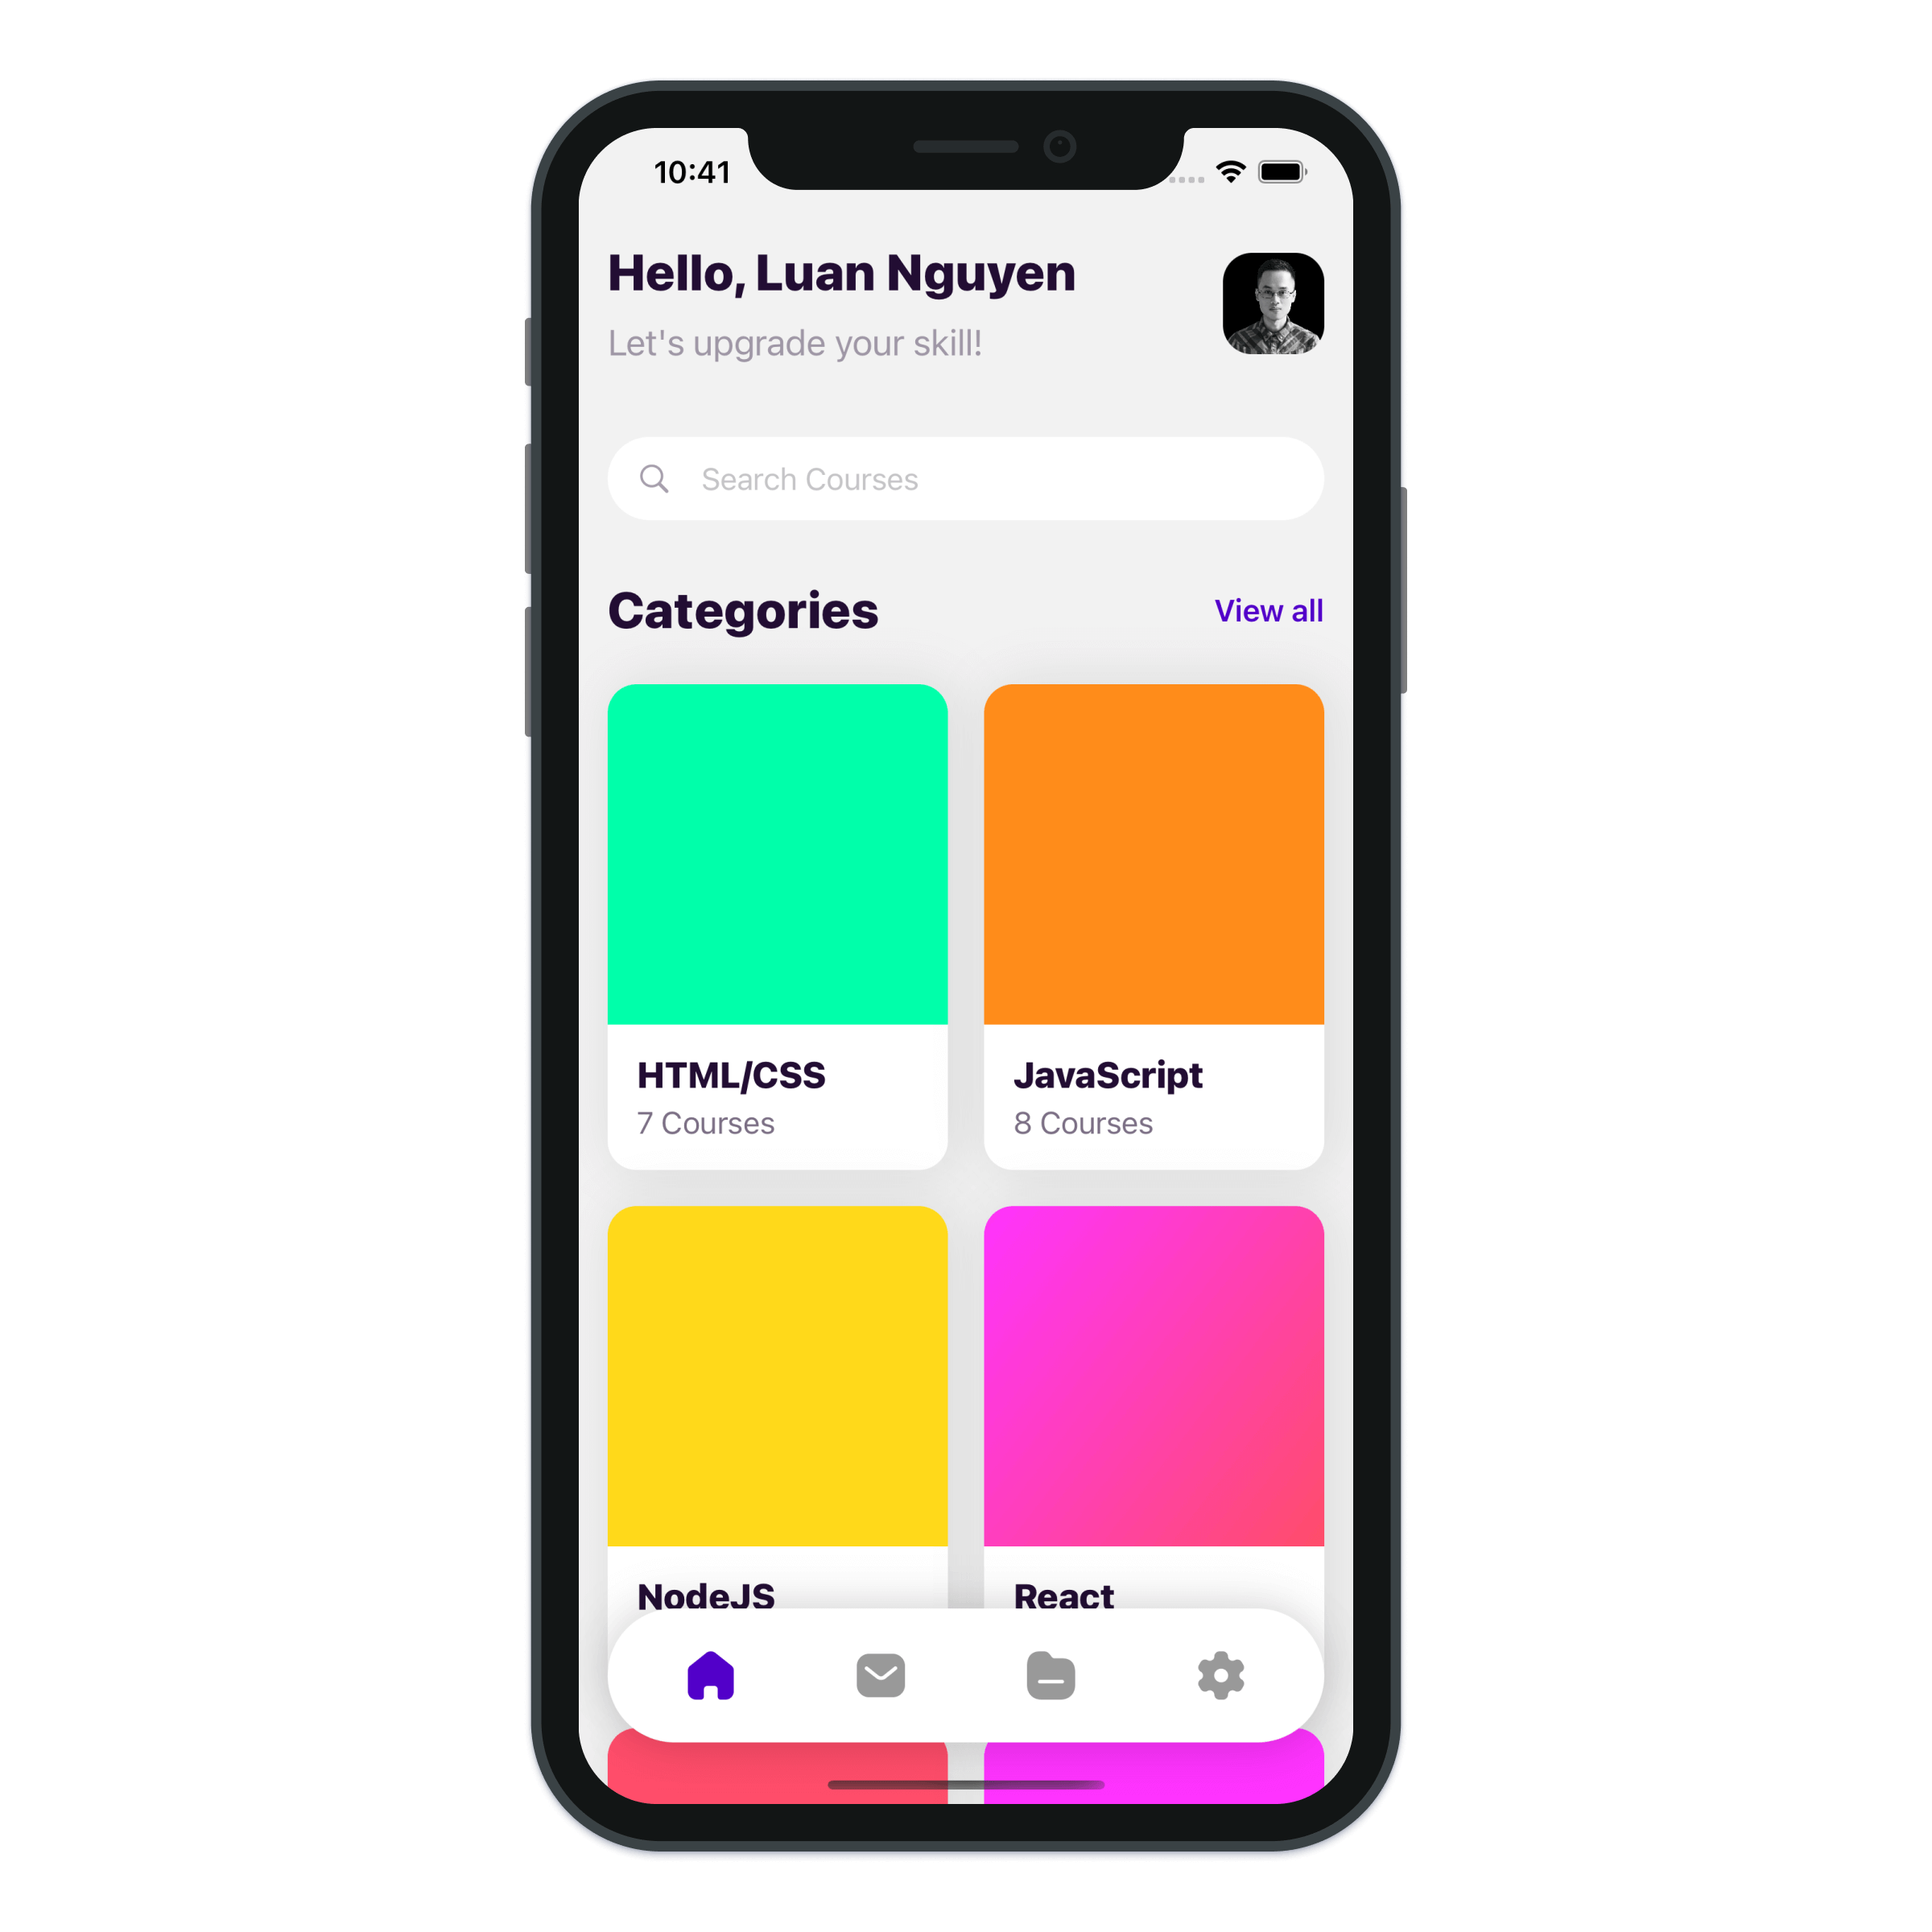 10:41
Hello, Luan Nguyen
Let's upgrade your skill!
Search Courses
Categories
View all
HTML/CSS
JavaScript
7 Courses
8 Courses
NodeJS
React